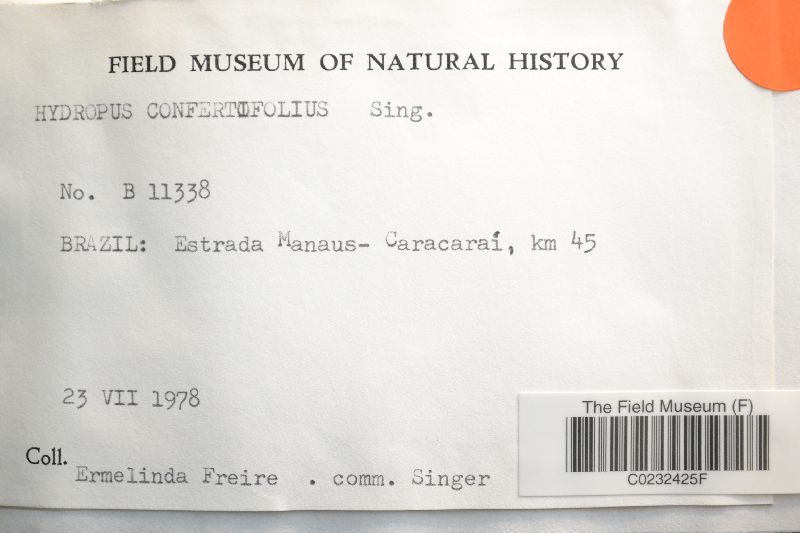 FIELD MUSEUM OF NATURAL HISTORY
HYDROPUS CONFERTIFOLIUS Sing.
No. B 11338
BRAZIL: Estrada Manaus- Caracaraí, km 45
23 VII 1978
Coll. Ermelinda Freire . comm. Singer
The Field Museum (F)
C0232425F